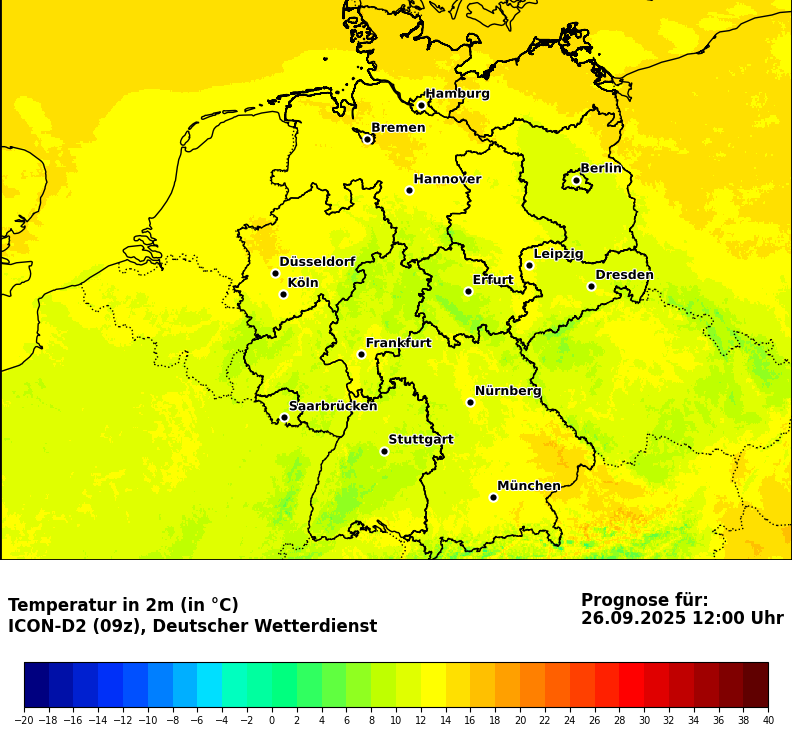 Hamburg
Bremen
Berlin
Hannover
Leipzig
Düsseldorf
Dresden
Erfurt
Köln
Frankfurt
Nürnberg
Saarbrücken
Stuttgart
München
Temperatur in 2m (in °C)
ICON-D2 (09z), Deutscher Wetterdienst
Prognose für:
26.09.2025 12:00 Uhr
−20 −18 −16 −14 −12 −10 −8 −6 −4 −2 0 2 4 6 8 10 12 14 16 18 20 22 24 26 28 30 32 34 36 38 40